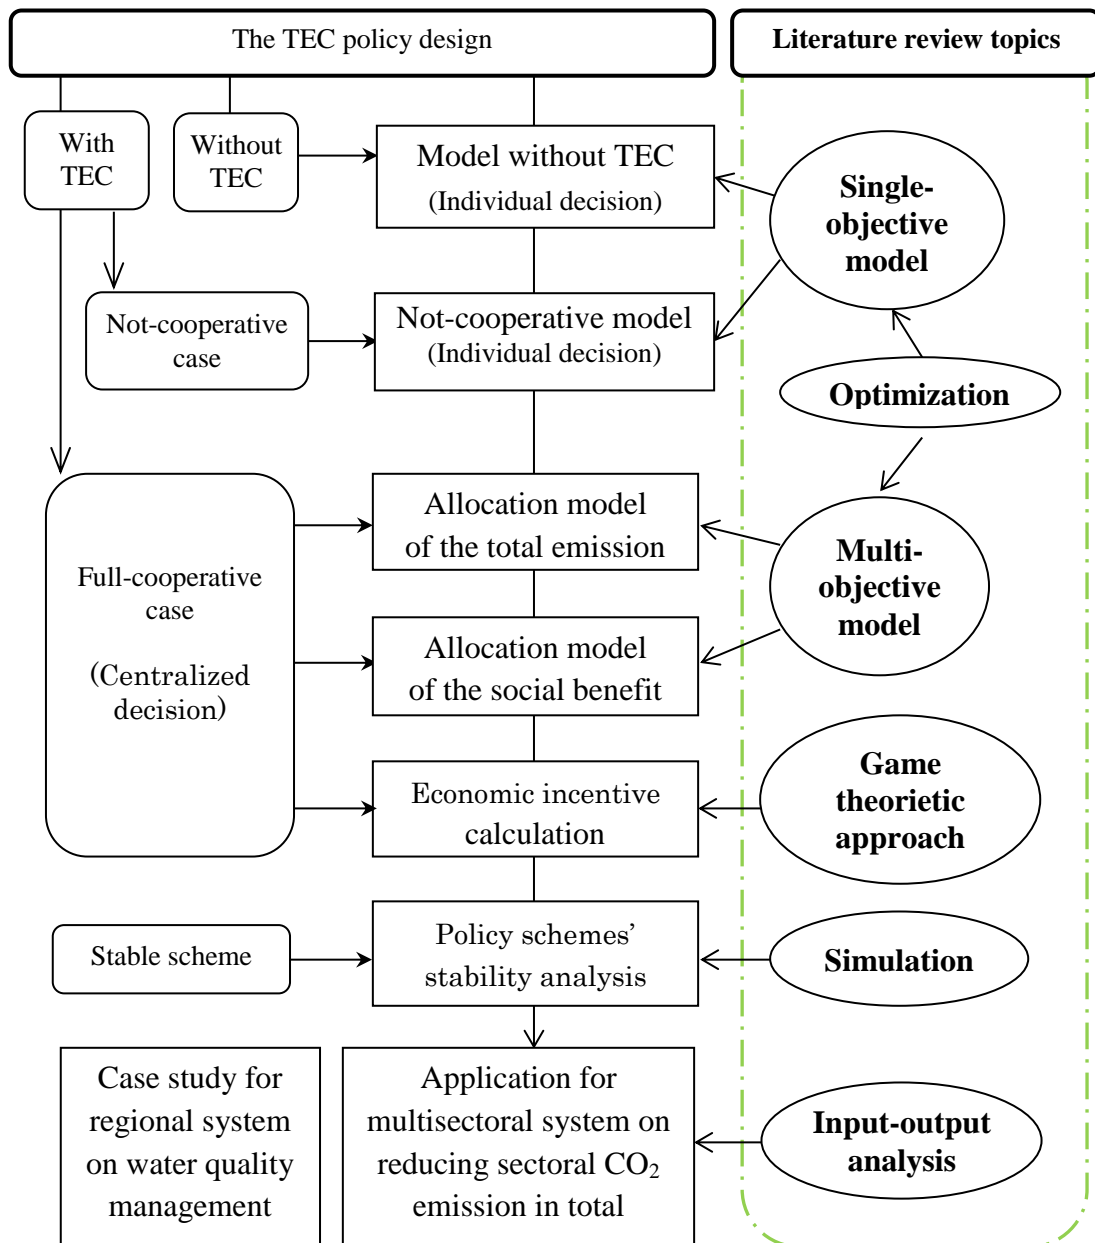 The TEC policy design
Literature review topics
With
TEC
Without
TEC
Model without TEC
(Individual decision)
Single-
objective
model
Not-cooperative
case
Not-cooperative model
(Individual decision)
Optimization
Full-cooperative
case
(Centralized
decision)
Allocation model
of the total emission
Multi-
objective
model
Allocation model
of the social benefit
Economic incentive
calculation
Game
theorietic
approach
Stable scheme
Policy schemes’
stability analysis
Simulation
Case study for
regional system
on water quality
management
Application for
multisectoral system on
reducing sectoral CO₂
emission in total
Input-output
analysis